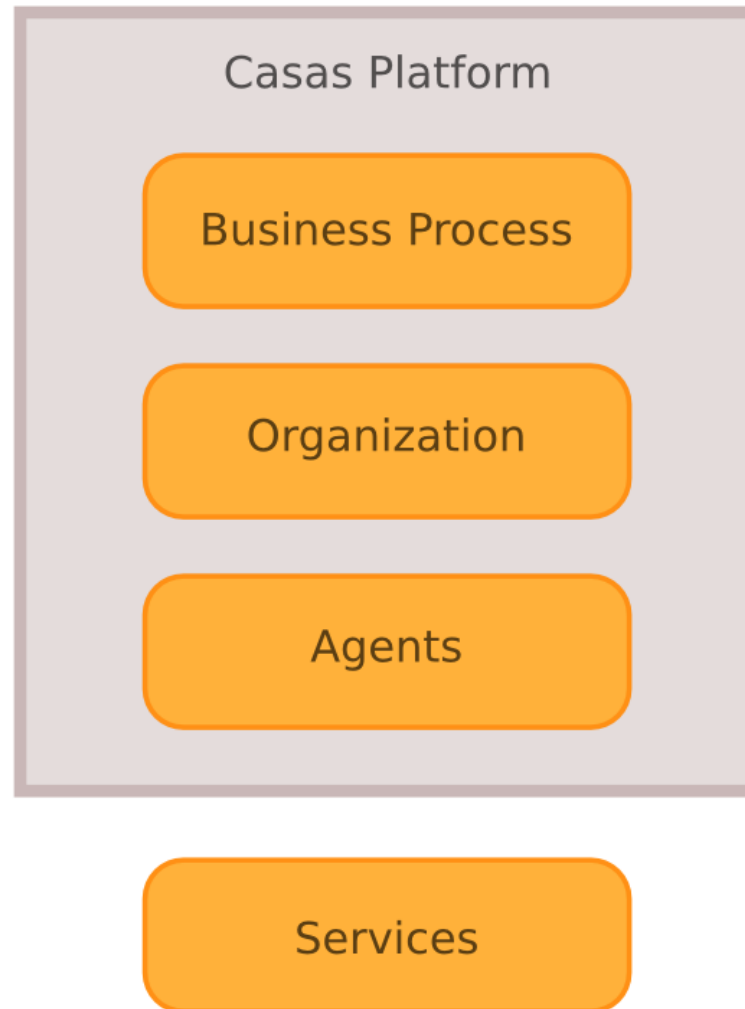 Casas Platform
Business Process
Organization
Agents
Services